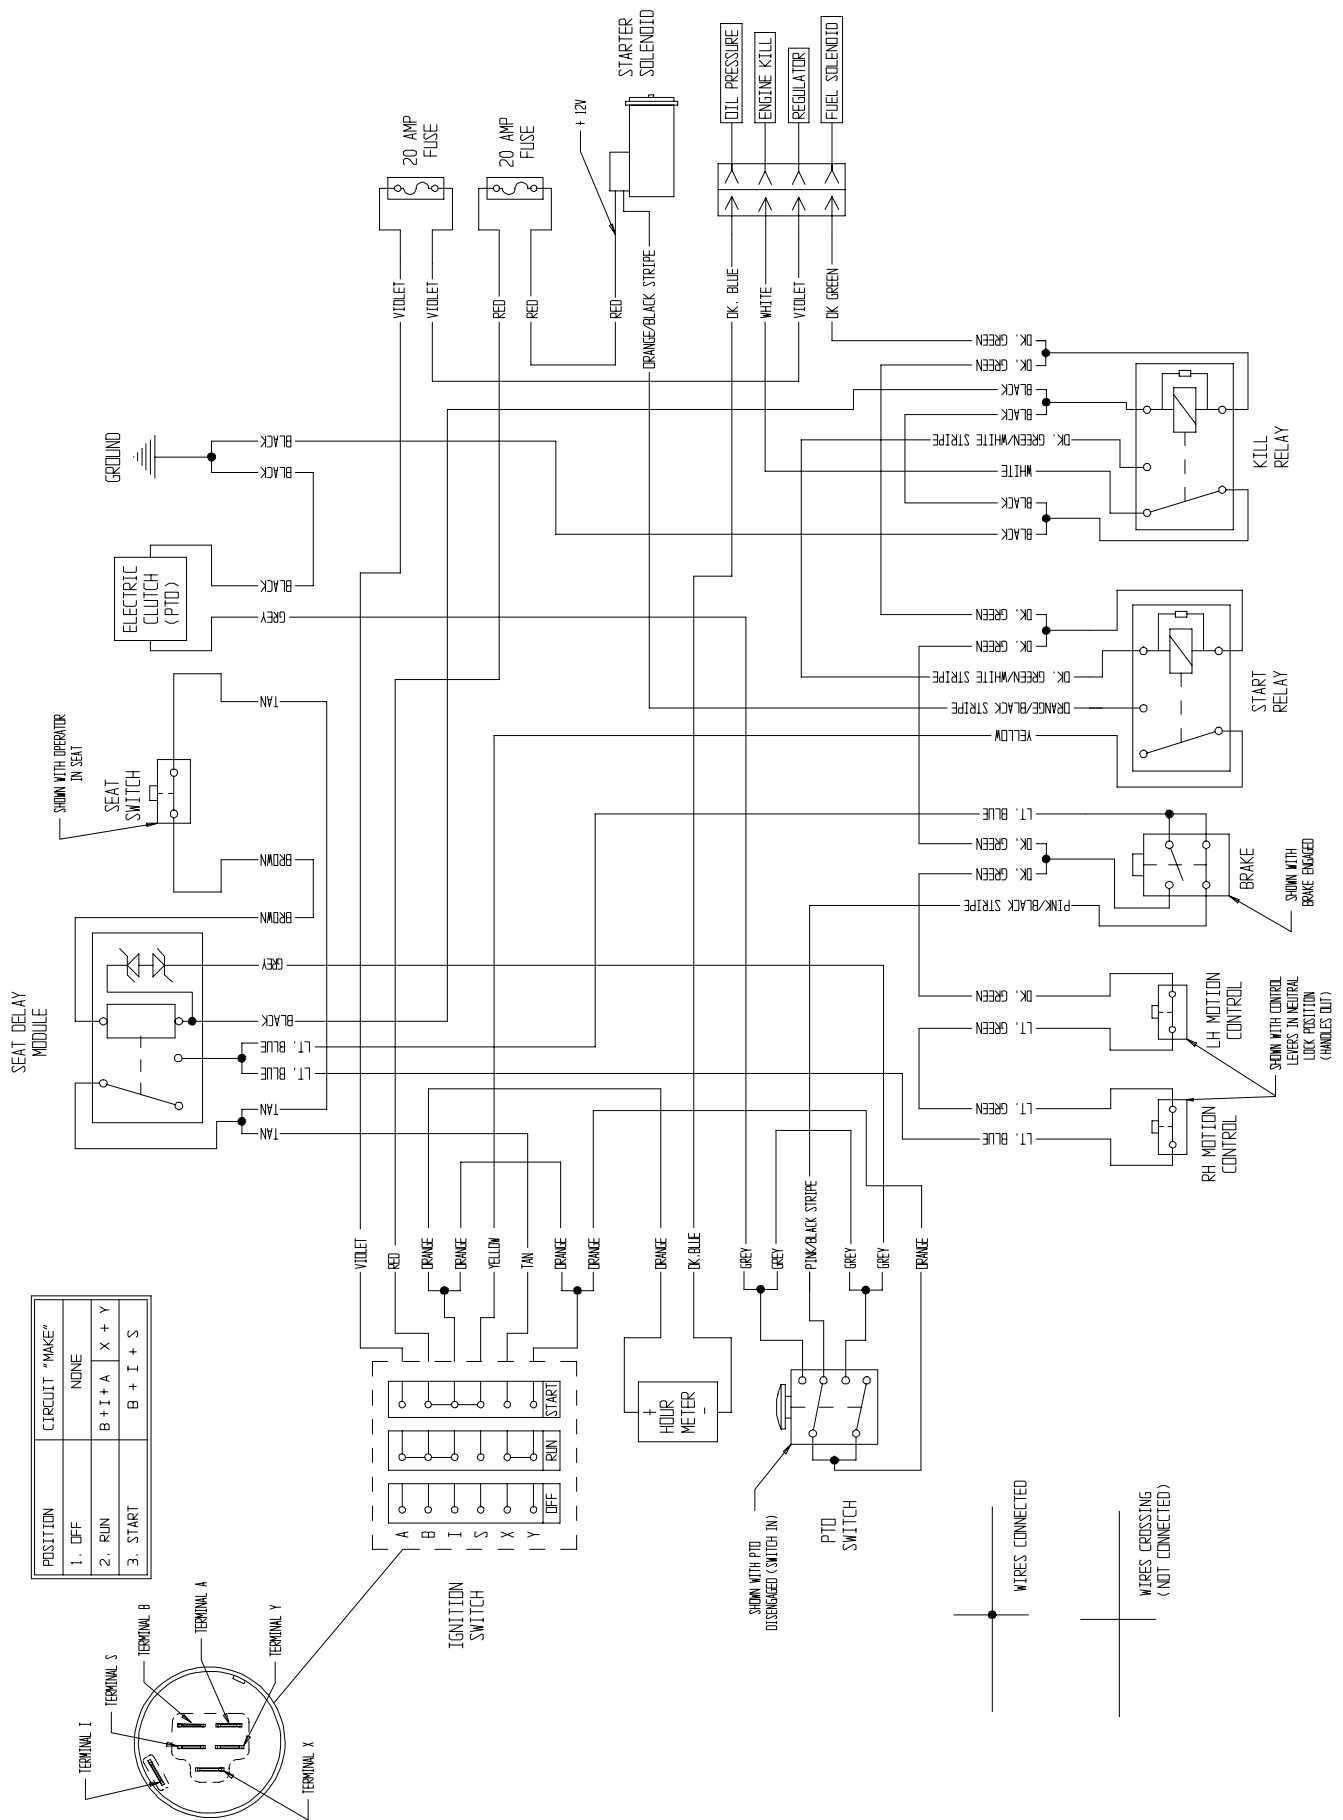 STARTER
SOLENOID
OIL PRESSURE
ENGINE KILL
REGULATOR
FUEL SOLENOID
20 AMP
FUSE
20 AMP
FUSE
+ 12V
VIOLET
VIOLET
RED
RED
RED
ORANGE/BLACK STRIPE
DK. BLUE
WHITE
VIOLET
DK GREEN
GROUND
BLACK
BLACK
ELECTRIC
CLUTCH
(PTO)
BLACK
GREY
DK. GREEN
DK. GREEN
BLACK
BLACK
DK. GREEN/WHITE STRIPE
WHITE
BLACK
BLACK
KILL
RELAY
SHOWN WITH OPERATOR
IN SEAT
SEAT
SWITCH
TAN
BROWN
BROWN
DK. GREEN
DK. GREEN
DK. GREEN/WHITE STRIPE
ORANGE/BLACK STRIPE
YELLOW
START
RELAY
LT. BLUE
DK. GREEN
DK. GREEN
PINK/BLACK STRIPE
BRAKE
SHOWN WITH
BRAKE ENGAGED
SEAT DELAY
MODULE
GREY
BLACK
LT. BLUE
LT. BLUE
TAN
TAN
DK. GREEN
LT. GREEN
LH MOTION
CONTROL
LT. GREEN
LT. BLUE
RH MOTION
CONTROL
SHOWN WITH CONTROL
LEVERS IN NEUTRAL
LOCK POSITION
(HANDLES OUT)
VIOLET
RED
ORANGE
ORANGE
YELLOW
TAN
ORANGE
ORANGE
ORANGE
DK.BLUE
GREY
GREY
PINK/BLACK STRIPE
GREY
GREY
ORANGE
POSITION CIRCUIT "MAKE"
1. OFF NONE
2. RUN B+I+A X + Y
3. START B + I + S
START
RUN
OFF
A
B
I
S
X
Y
IGNITION
SWITCH
+
HOUR
METER
-
SHOWN WITH PTO
DISENGAGED (SWITCH IN)
PTO
SWITCH
TERMINAL I
TERMINAL S
TERMINAL B
TERMINAL A
TERMINAL Y
TERMINAL X
WIRES CONNECTED
WIRES CROSSING
(NOT CONNECTED)